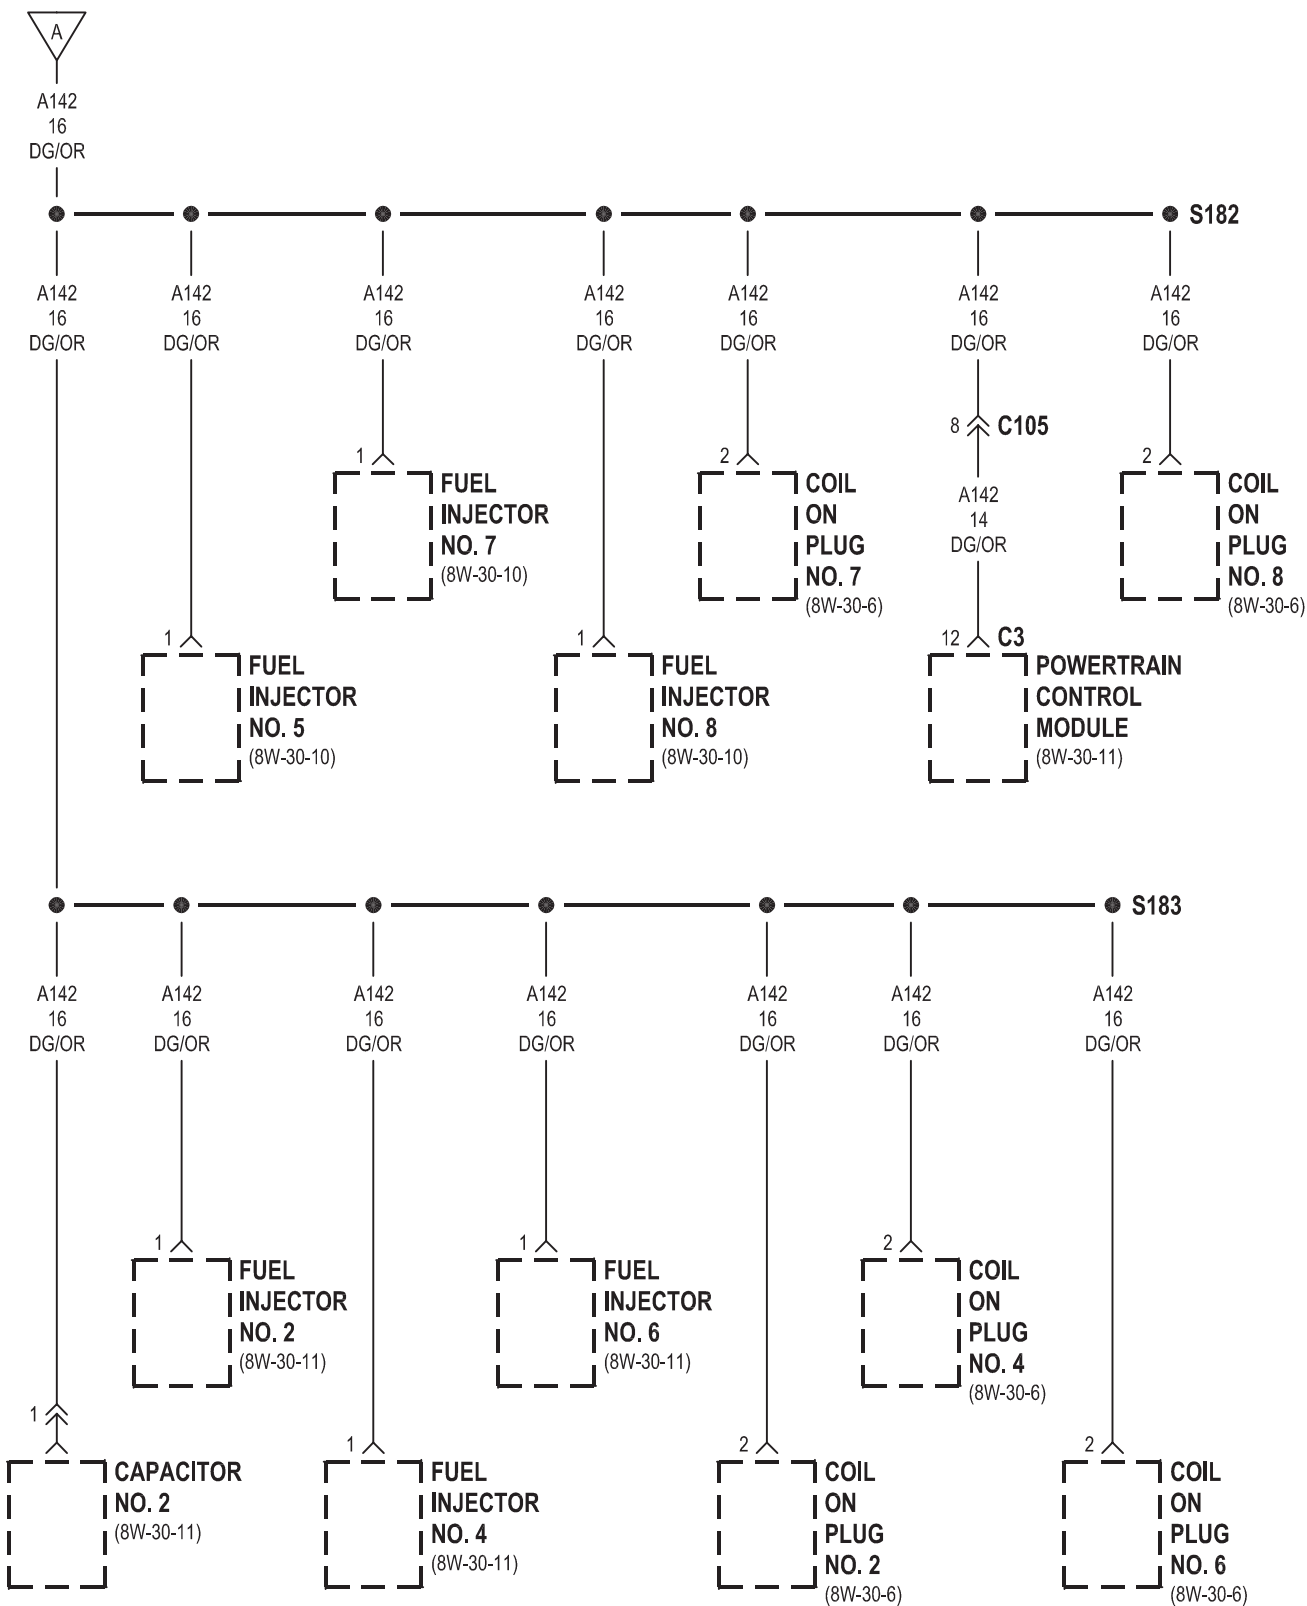 A
A142
16
DG/OR
S182
A142
16
DG/OR
A142
16
DG/OR
A142
16
DG/OR
A142
16
DG/OR
A142
16
DG/OR
A142
16
DG/OR
A142
16
DG/OR
8
C105
A142
14
DG/OR
1
FUEL
INJECTOR
NO. 7
(8W-30-10)
2
COIL
ON
PLUG
NO. 7
(8W-30-6)
2
COIL
ON
PLUG
NO. 8
(8W-30-6)
1
FUEL
INJECTOR
NO. 5
(8W-30-10)
1
FUEL
INJECTOR
NO. 8
(8W-30-10)
12
C3
POWERTRAIN
CONTROL
MODULE
(8W-30-11)
S183
A142
16
DG/OR
A142
16
DG/OR
A142
16
DG/OR
A142
16
DG/OR
A142
16
DG/OR
A142
16
DG/OR
A142
16
DG/OR
1
FUEL
INJECTOR
NO. 2
(8W-30-11)
1
FUEL
INJECTOR
NO. 6
(8W-30-11)
2
COIL
ON
PLUG
NO. 4
(8W-30-6)
1
CAPACITOR
NO. 2
(8W-30-11)
1
FUEL
INJECTOR
NO. 4
(8W-30-11)
2
COIL
ON
PLUG
NO. 2
(8W-30-6)
2
COIL
ON
PLUG
NO. 6
(8W-30-6)